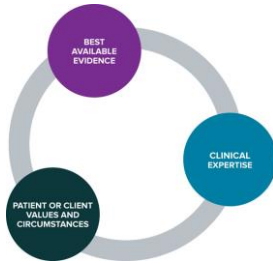 BEST
AVAILABLE
EVIDENCE
CLINICAL
EXPERTISE
PATIENT OR CLIENT
VALUES AND
CIRCUMSTANCES